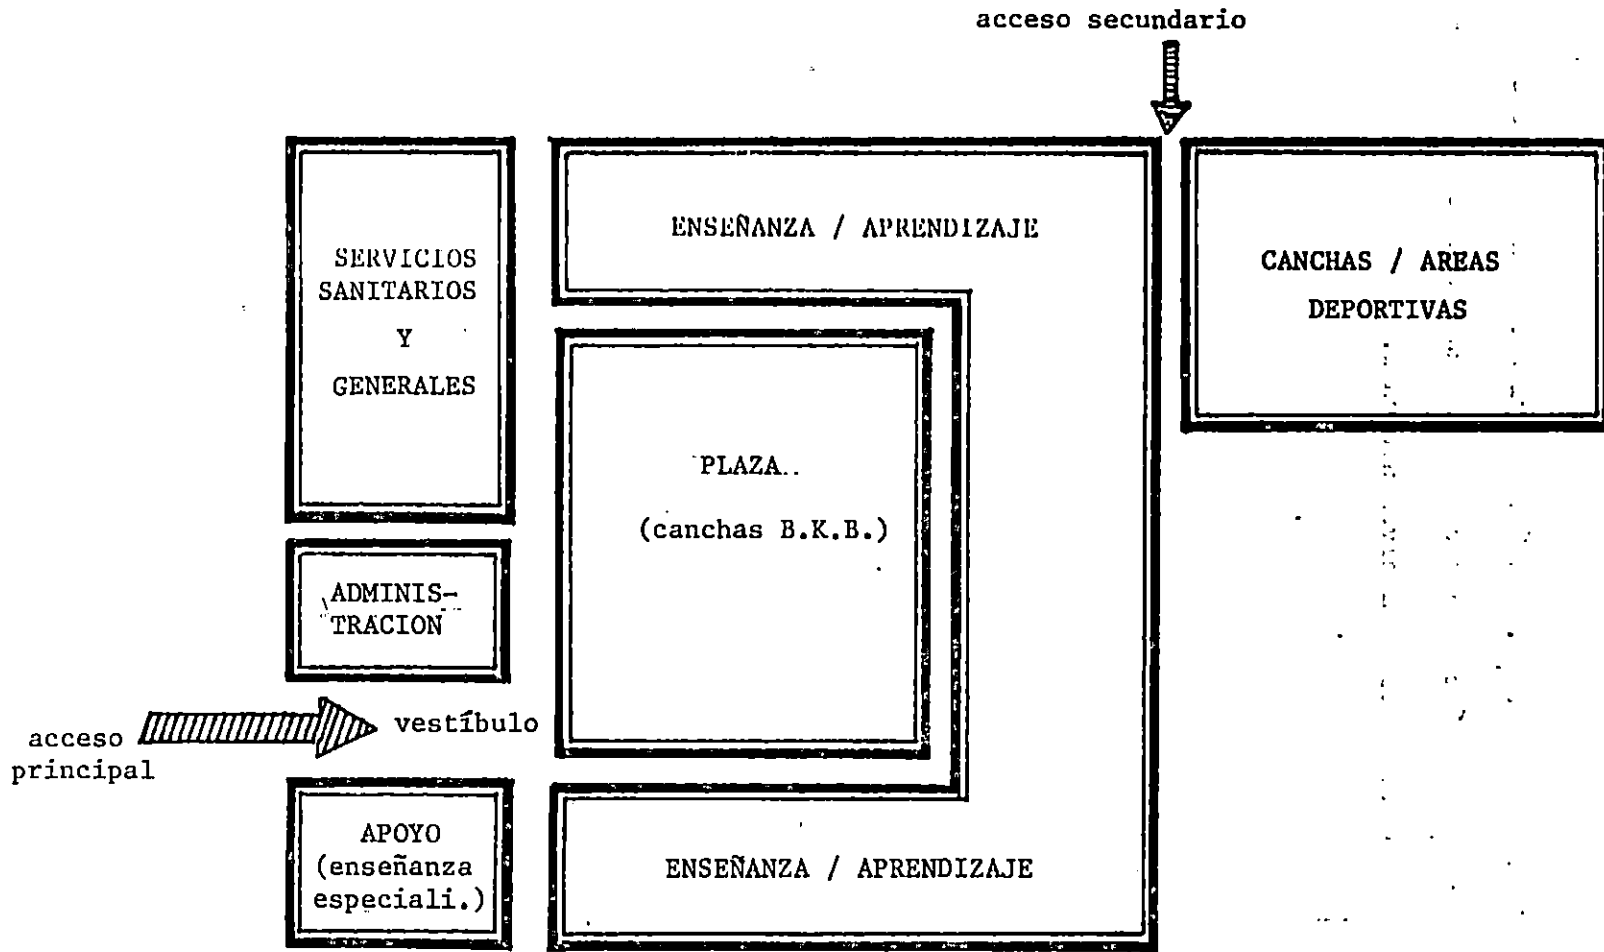 acceso secundario
ENSEÑANZA / APRENDIZAJE
SERVICIOS
SANITARIOS
Y
GENERALES
CANCHAS / AREAS
DEPORTIVAS
PLAZA..
(canchas B.K.B.)
ADMINIS-
TRACION
acceso
principal
vestíbulo
APOYO
(enseñanza
especiali.)
ENSEÑANZA / APRENDIZAJE